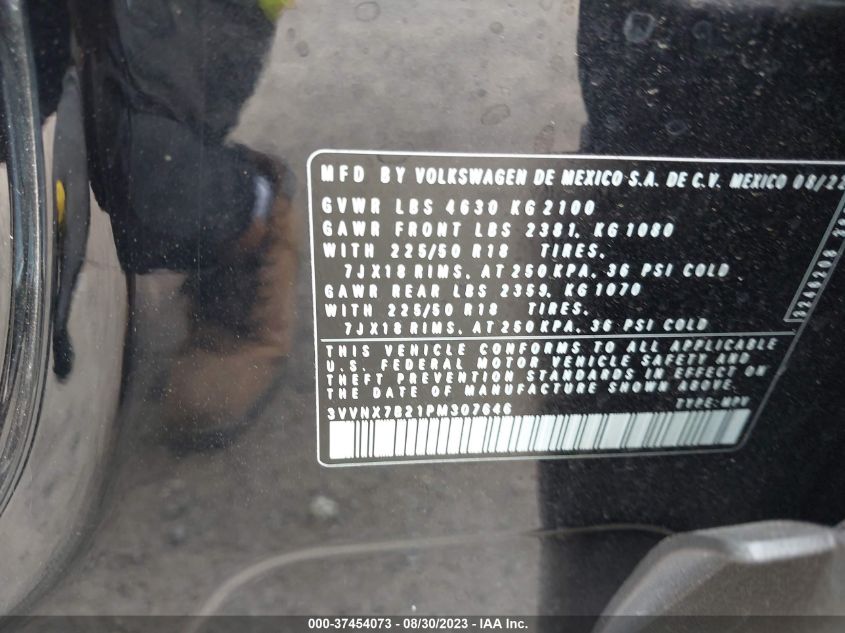 MFD BY VOLKSWAGEN DE MEXICO S.A. DE C.V. MEXICO 08/22
GVWR LBS 4630 KG 2100
GAWR FRONT LBS 2381, KG 1080
WITH 225/50 R18 TIRES,
7JX18 RIMS, AT 250 KPA, 36 PSI COLD
GAWR REAR LBS 2359, KG 1070
WITH 225/50 R18 TIRES,
7JX18 RIMS, AT 250 KPA, 36 PSI COLD
THIS VEHICLE CONFORMS TO ALL APPLICABLE
U.S. FEDERAL MOTOR VEHICLE SAFETY AND
THEFT PREVENTION STANDARDS IN EFFECT ON
THE DATE OF MANUFACTURE SHOWN ABOVE.
3VVNX7B21PM307646 TYPE: MPV
000-37454073 - 08/30/2023 - IAA Inc.